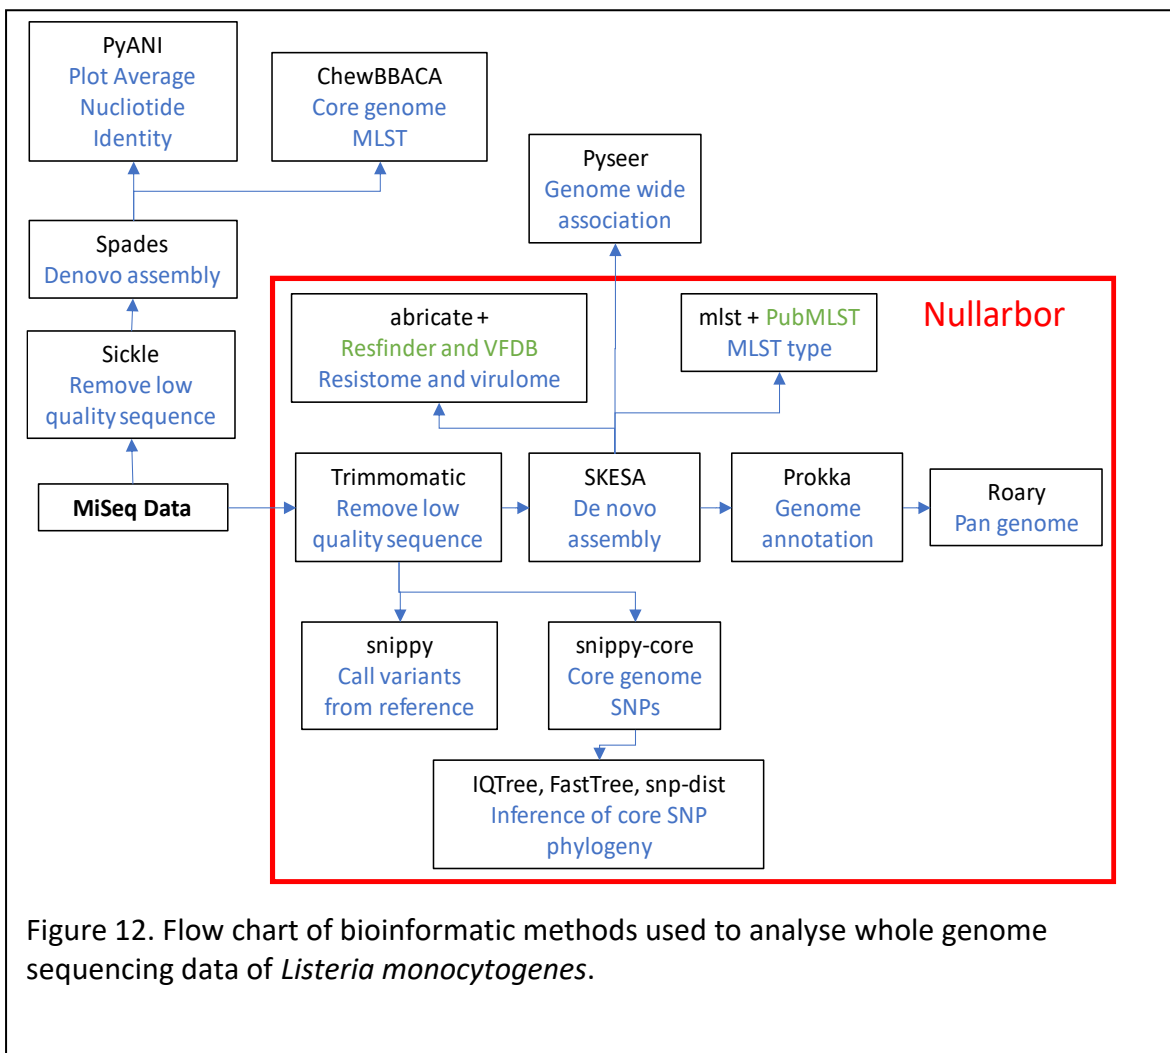 PyANI
Plot Average
Nucliotide
Identity
ChewBBACA
Core genome
MLST
Pyseer
Genome wide
association
Spades
Denovo assembly
Nullarbor
abricate +
Resfinder and VFDB
Resistome and virulome
mlst + PubMLST
MLST type
Sickle
Remove low
quality sequence
MiSeq Data
Trimmomatic
Remove low
quality sequence
SKESA
De novo
assembly
Prokka
Genome
annotation
Roary
Pan genome
snippy
Call variants
from reference
snippy-core
Core genome
SNPs
IQTree, FastTree, snp-dist
Inference of core SNP
phylogeny
Figure 12. Flow chart of bioinformatic methods used to analyse whole genome
sequencing data of Listeria monocytogenes.